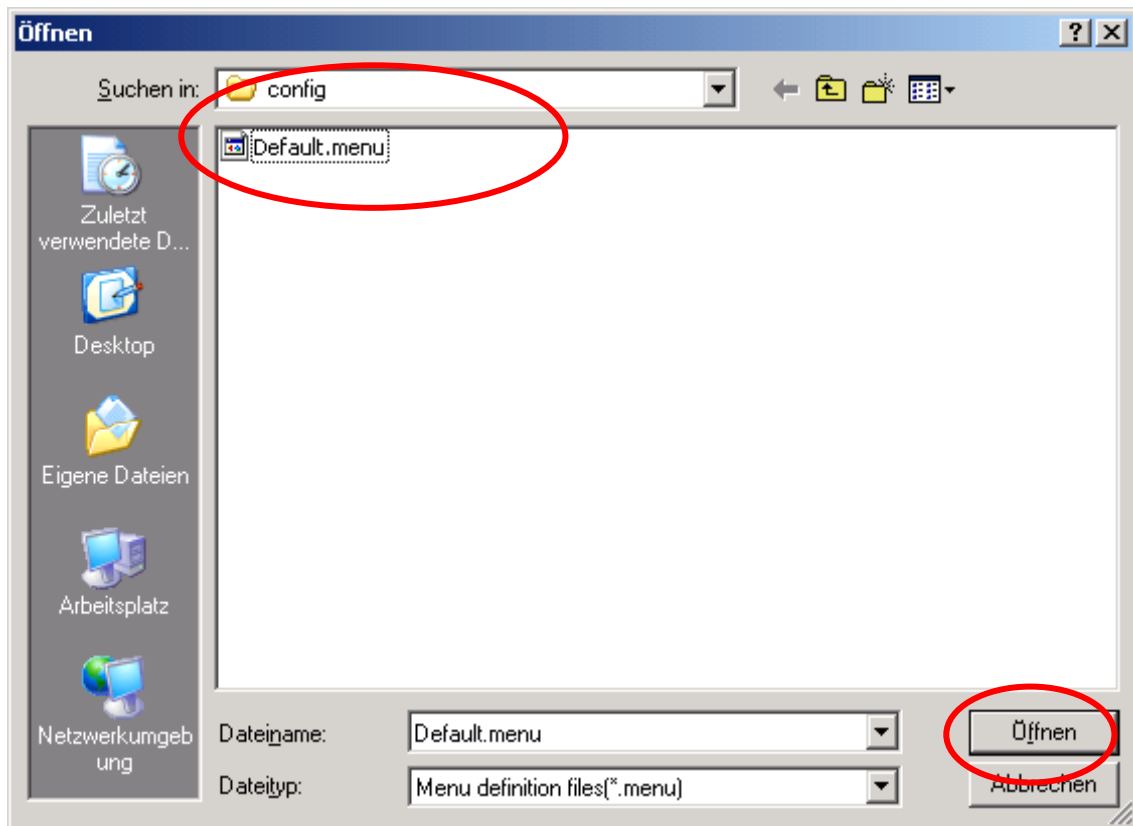 Öffnen
Suchen in:
config
Default.menu
Zuletzt
verwendete D...
Desktop
Eigene Dateien
Arbeitsplatz
Netzwerkumgeb
ung
Dateiname:
Default.menu
Öffnen
Dateityp:
Menu definition files(*.menu)
Abbrechen